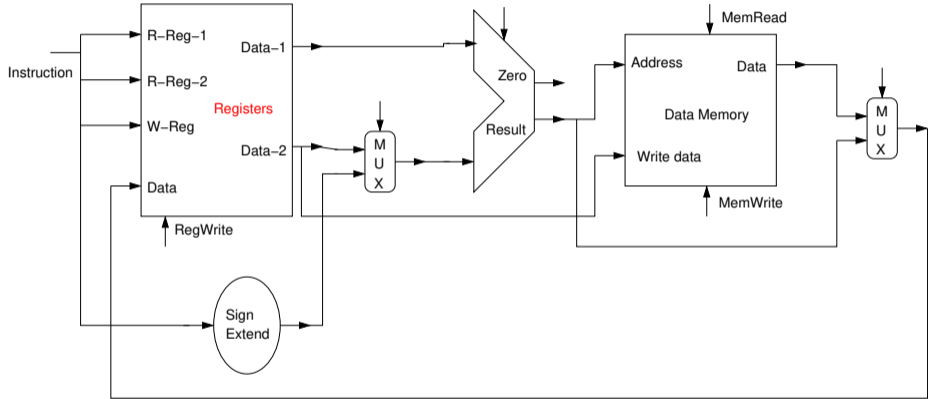 MemRead
R-Reg-1
Data-1
Instruction
R-Reg-2
Registers
W-Reg
Data-2
Data
RegWrite
M
U
X
Zero
Result
Address
Data
Data Memory
Write data
MemWrite
M
U
X
Sign
Extend